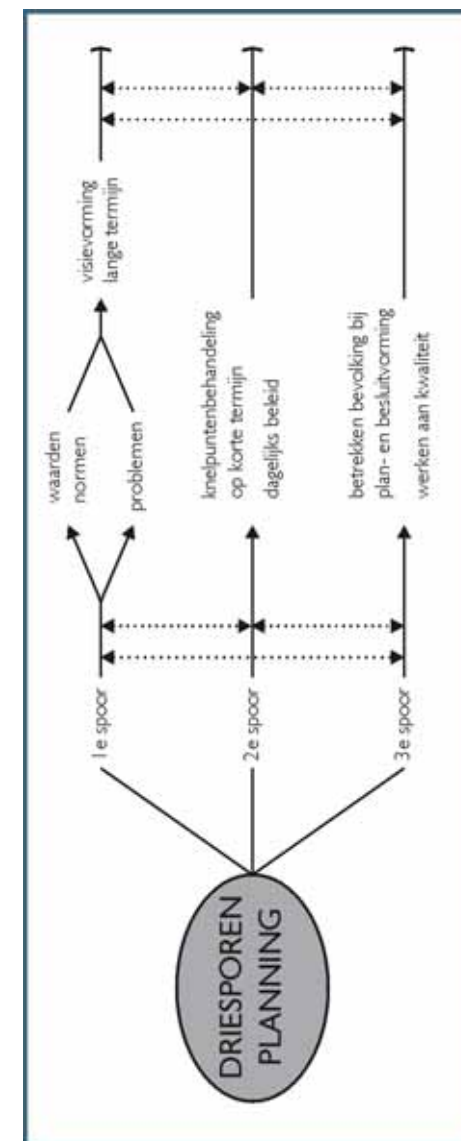 DRIESPOREN
PLANNING
1e spoor
waarden
normen
problemen
visievorming
lange termijn
2e spoor
knelpuntenbehandeling
op korte termijn
dagelijks beleid
3e spoor
betrekken bevolking bij
plan- en besluitvorming
werken aan kwaliteit